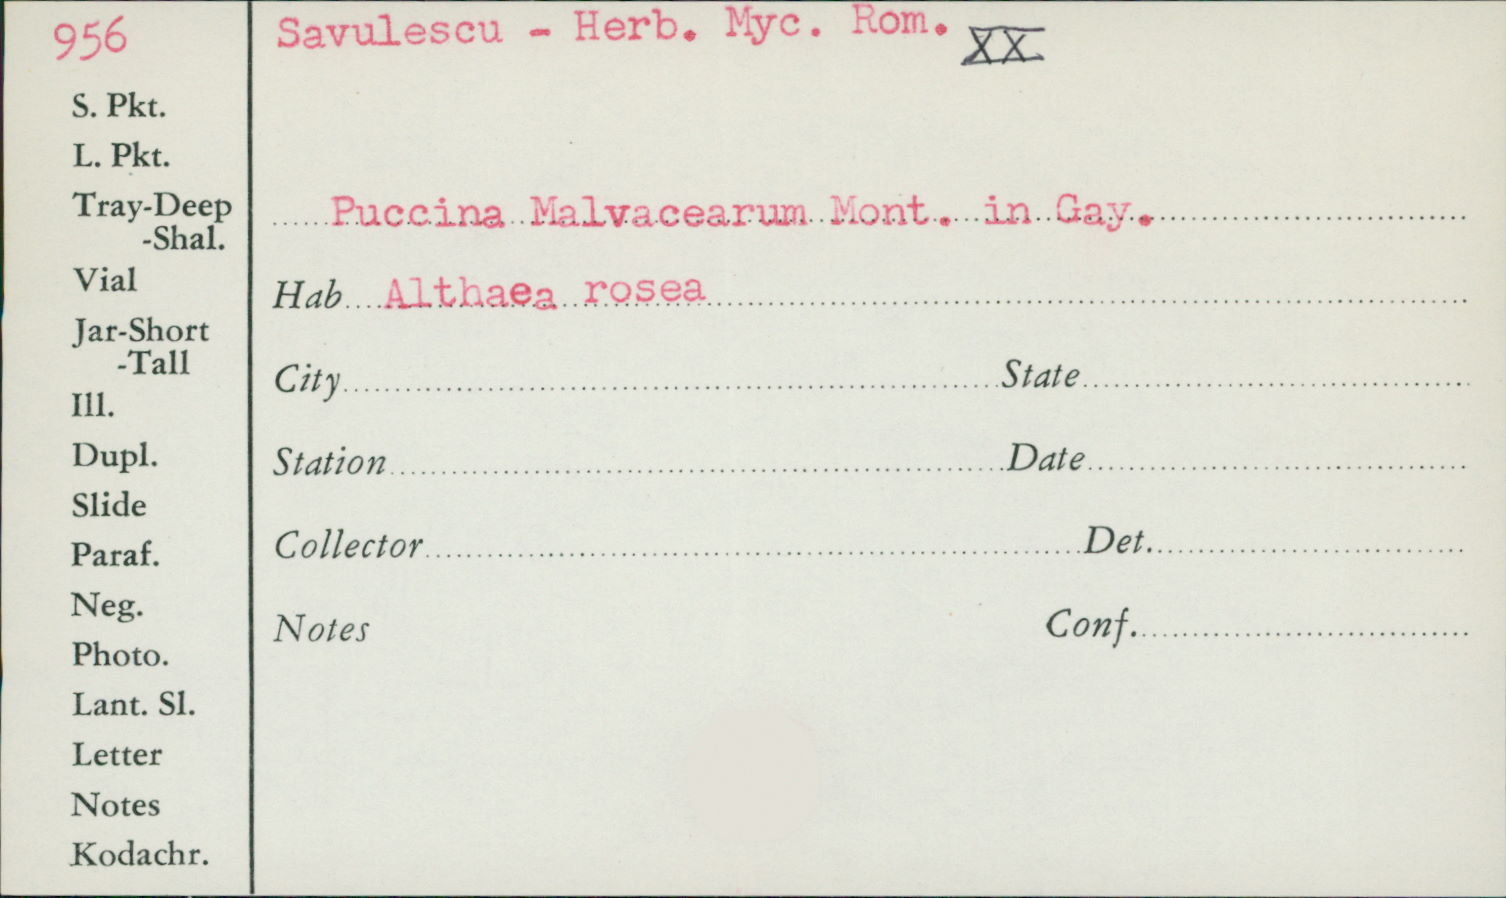 956
Savulescu - Herb. Myc. Rom. XX.
S. Pkt.
L. Pkt.
Tray-Deep
-Shal.
Vial
Jar-Short
-Tall
Ill.
Dupl.
Slide
Paraf.
Neg.
Photo.
Lant. Sl.
Letter
Notes
Kodachr.
Puccina Malvacearum Mont. in Gay.
Hab. Althaea rosea
City State
Station Date
Collector Det.
Notes Conf.